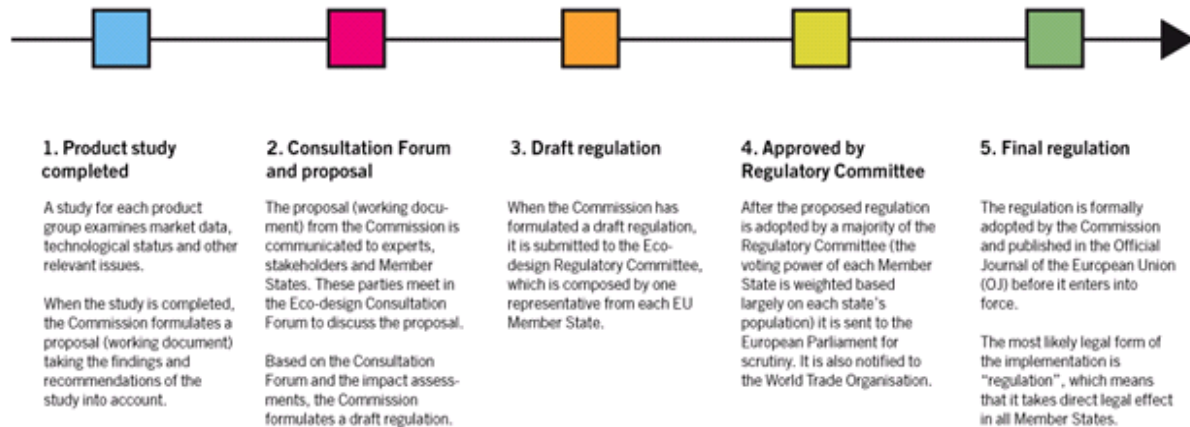 1. Product study
completed
A study for each product
group examines market data,
technological status and other
relevant issues.
When the study is completed,
the Commission formulates a
proposal (working document)
taking the findings and
recommendations of the
study into account.
2. Consultation Forum
and proposal
The proposal (working docu-
ment) from the Commission is
communicated to experts,
stakeholders and Member
States. These parties meet in
the Eco-design Consultation
Forum to discuss the proposal.
Based on the Consultation
Forum and the impact assess-
ments, the Commission
formulates a draft regulation.
3. Draft regulation
When the Commission has
formulated a draft regulation,
it is submitted to the Eco-
design Regulatory Committee,
which is composed by one
representative from each EU
Member State.
4. Approved by
Regulatory Committee
After the proposed regulation
is adopted by a majority of the
Regulatory Committee (the
voting power of each Member
State is weighted based
largely on each state's
population) it is sent to the
European Parliament for
scrutiny. It is also notified to
the World Trade Organisation.
5. Final regulation
The regulation is formally
adopted by the Commission
and published in the Official
Journal of the European Union
(OJ) before it enters into
force.
The most likely legal form of
the implementation is
“regulation”, which means
that it takes direct legal effect
in all Member States.